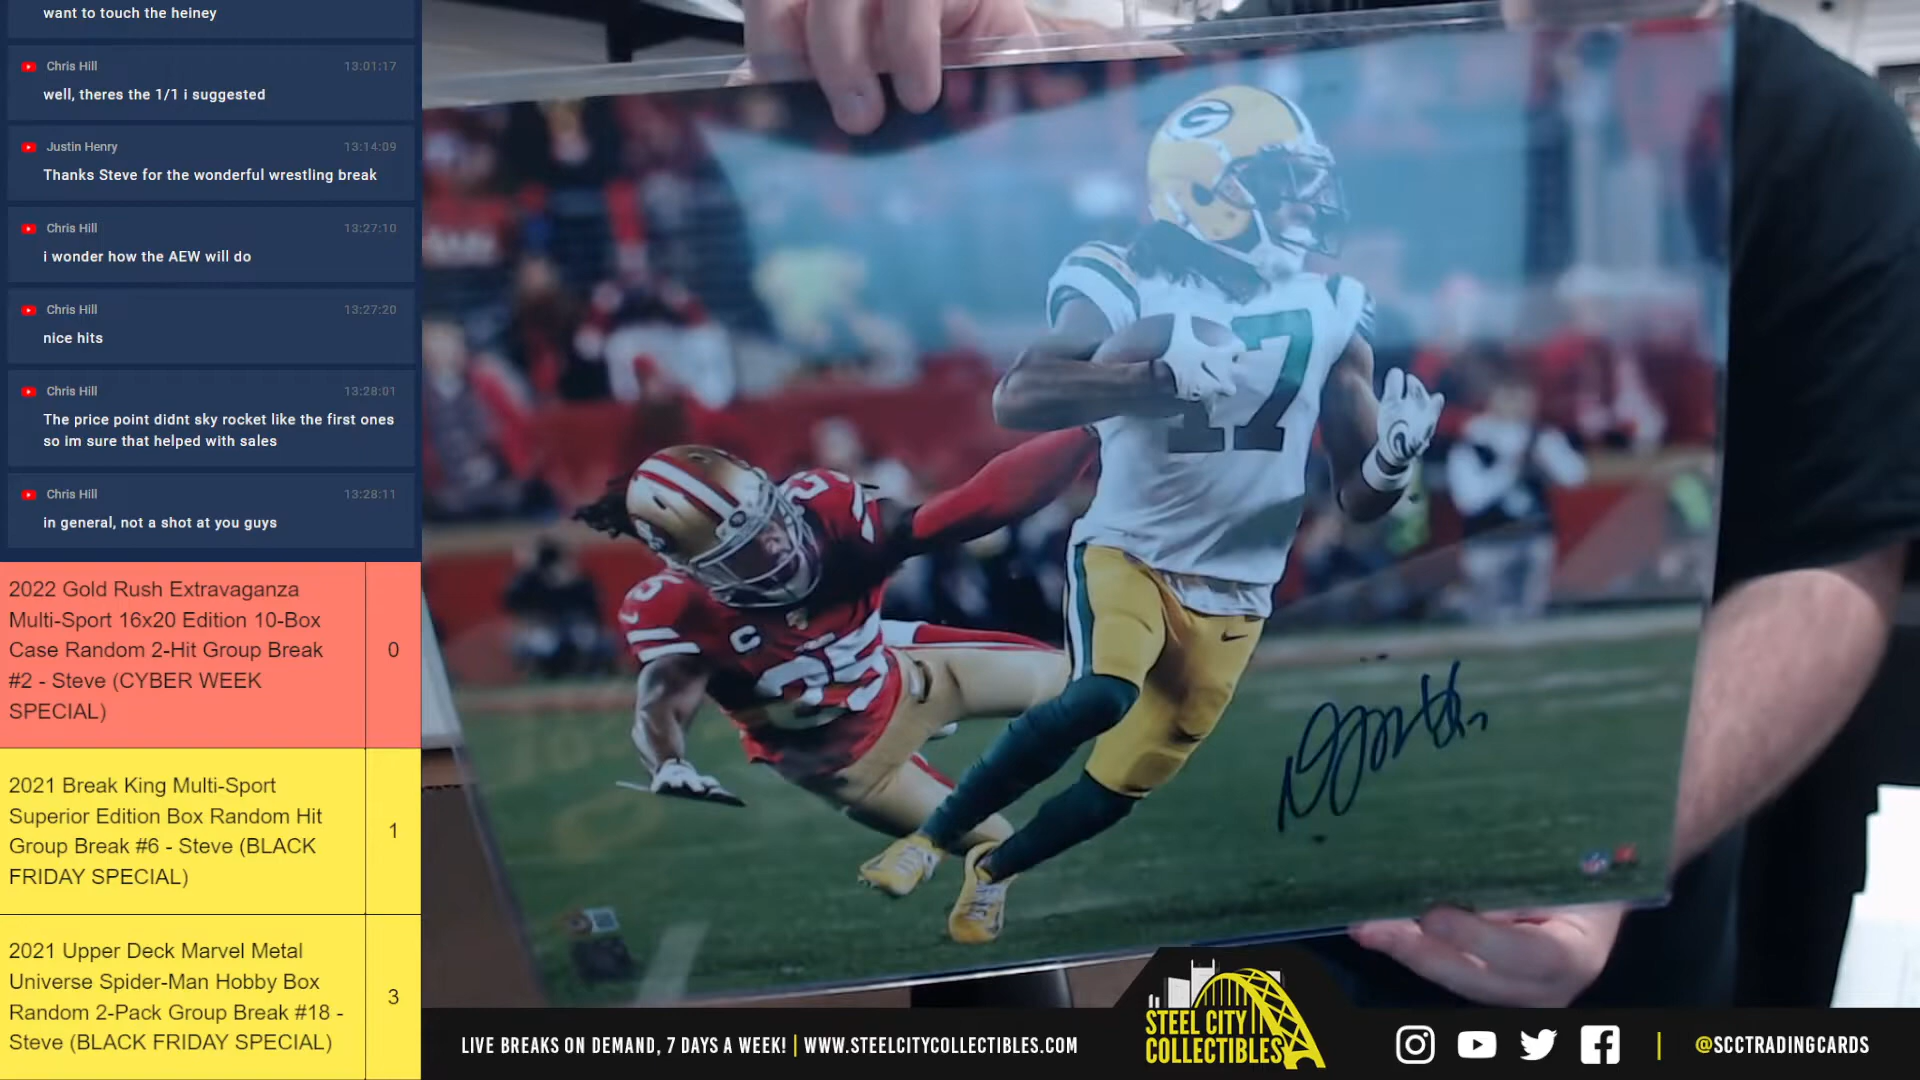 want to touch the heiney
Chris Hill 13:01:17
well, theres the 1/1 i suggested
Justin Henry 13:14:09
Thanks Steve for the wonderful wrestling break
Chris Hill 13:27:10
i wonder how the AEW will do
Chris Hill 13:27:20
nice hits
Chris Hill 13:28:01
The price point didnt sky rocket like the first ones
so im sure that helped with sales
Chris Hill 13:28:11
in general, not a shot at you guys
2022 Gold Rush Extravaganza
Multi-Sport 16x20 Edition 10-Box
Case Random 2-Hit Group Break
#2 - Steve (CYBER WEEK
SPECIAL)
0
2021 Break King Multi-Sport
Superior Edition Box Random Hit
Group Break #6 - Steve (BLACK
FRIDAY SPECIAL)
1
2021 Upper Deck Marvel Metal
Universe Spider-Man Hobby Box
Random 2-Pack Group Break #18 -
Steve (BLACK FRIDAY SPECIAL)
3
G
17
25
C
25
LIVE BREAKS ON DEMAND, 7 DAYS A WEEK! | WWW.STEELCITYCOLLECTIBLES.COM
STEEL CITY
COLLECTIBLES
| @SCCTRADINGCARDS